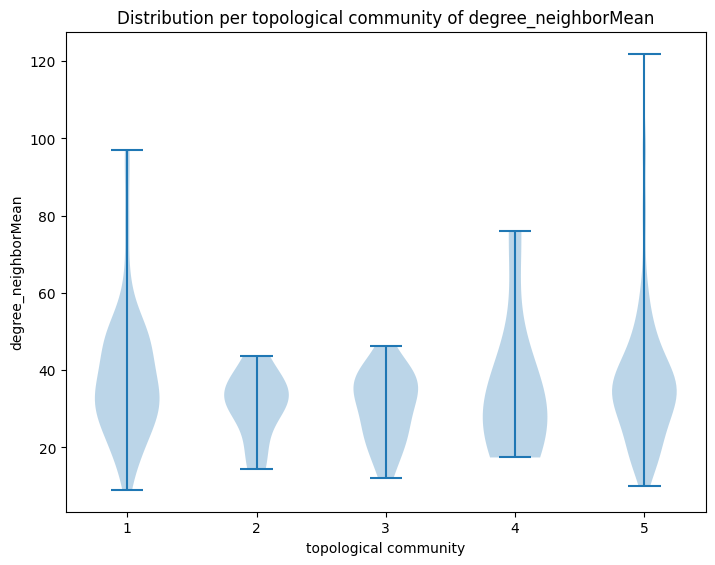 Distribution per topological community of degree_neighborMean
degree_neighborMean
120
100
80
60
40
20
1 2 3 4 5
topological community